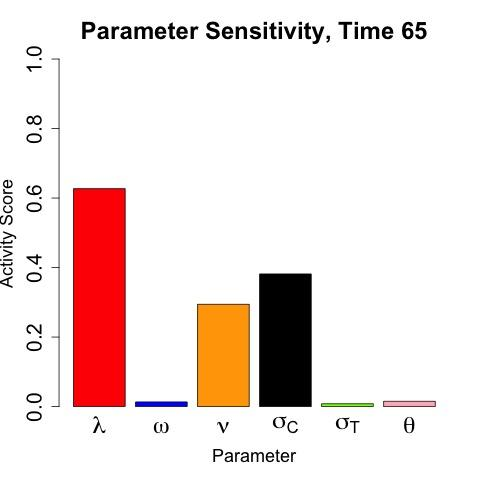 Parameter Sensitivity, Time 65
1.0
0.8
0.6
0.4
0.2
0.0
Activity Score
λ ω ν σC σT θ
Parameter